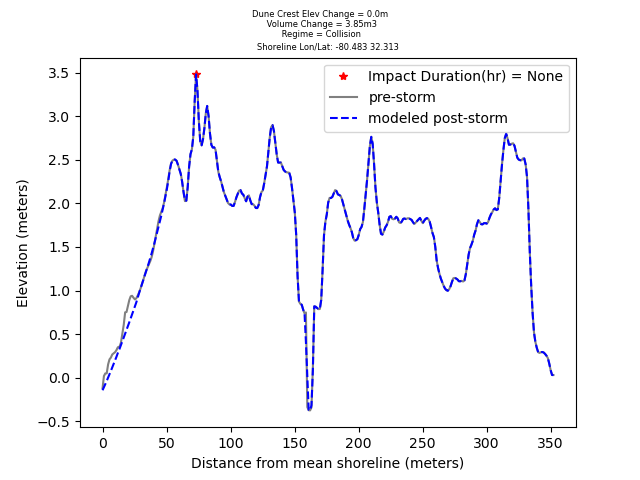 Dune Crest Elev Change = 0.0m
Volume Change = 3.85m3
Regime = Collision
Shoreline Lon/Lat: -80.483 32.313
Impact Duration(hr) = None
pre-storm
modeled post-storm
Elevation (meters)
3.5
3.0
2.5
2.0
1.5
1.0
0.5
0.0
−0.5
0 50 100 150 200 250 300 350
Distance from mean shoreline (meters)